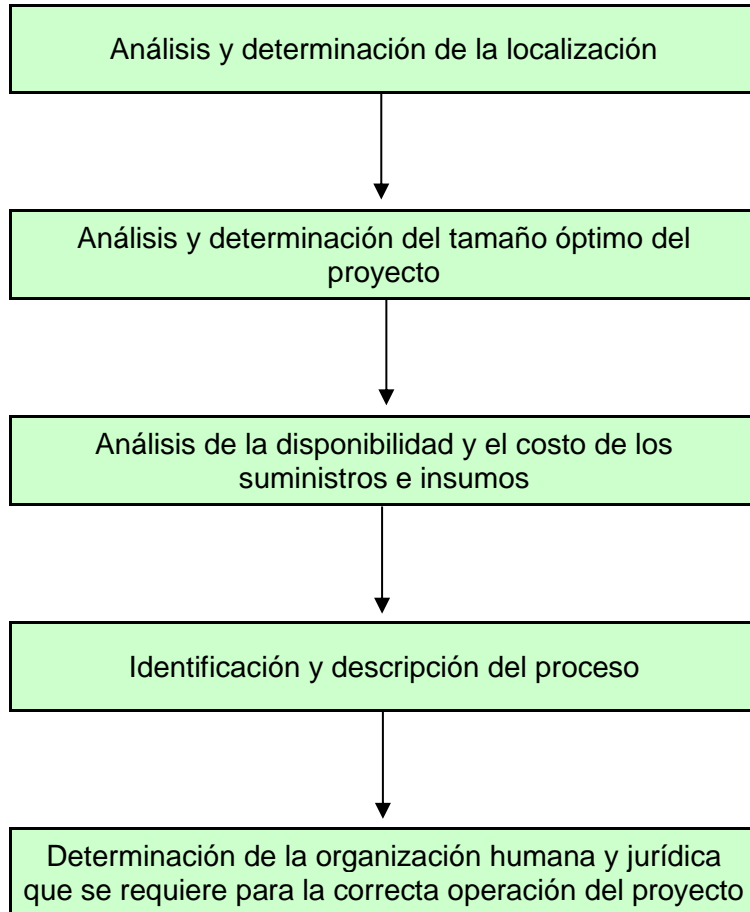 Análisis y determinación de la localización
Análisis y determinación del tamaño óptimo del
proyecto
Análisis de la disponibilidad y el costo de los
suministros e insumos
Identificación y descripción del proceso
Determinación de la organización humana y jurídica
que se requiere para la correcta operación del proyecto